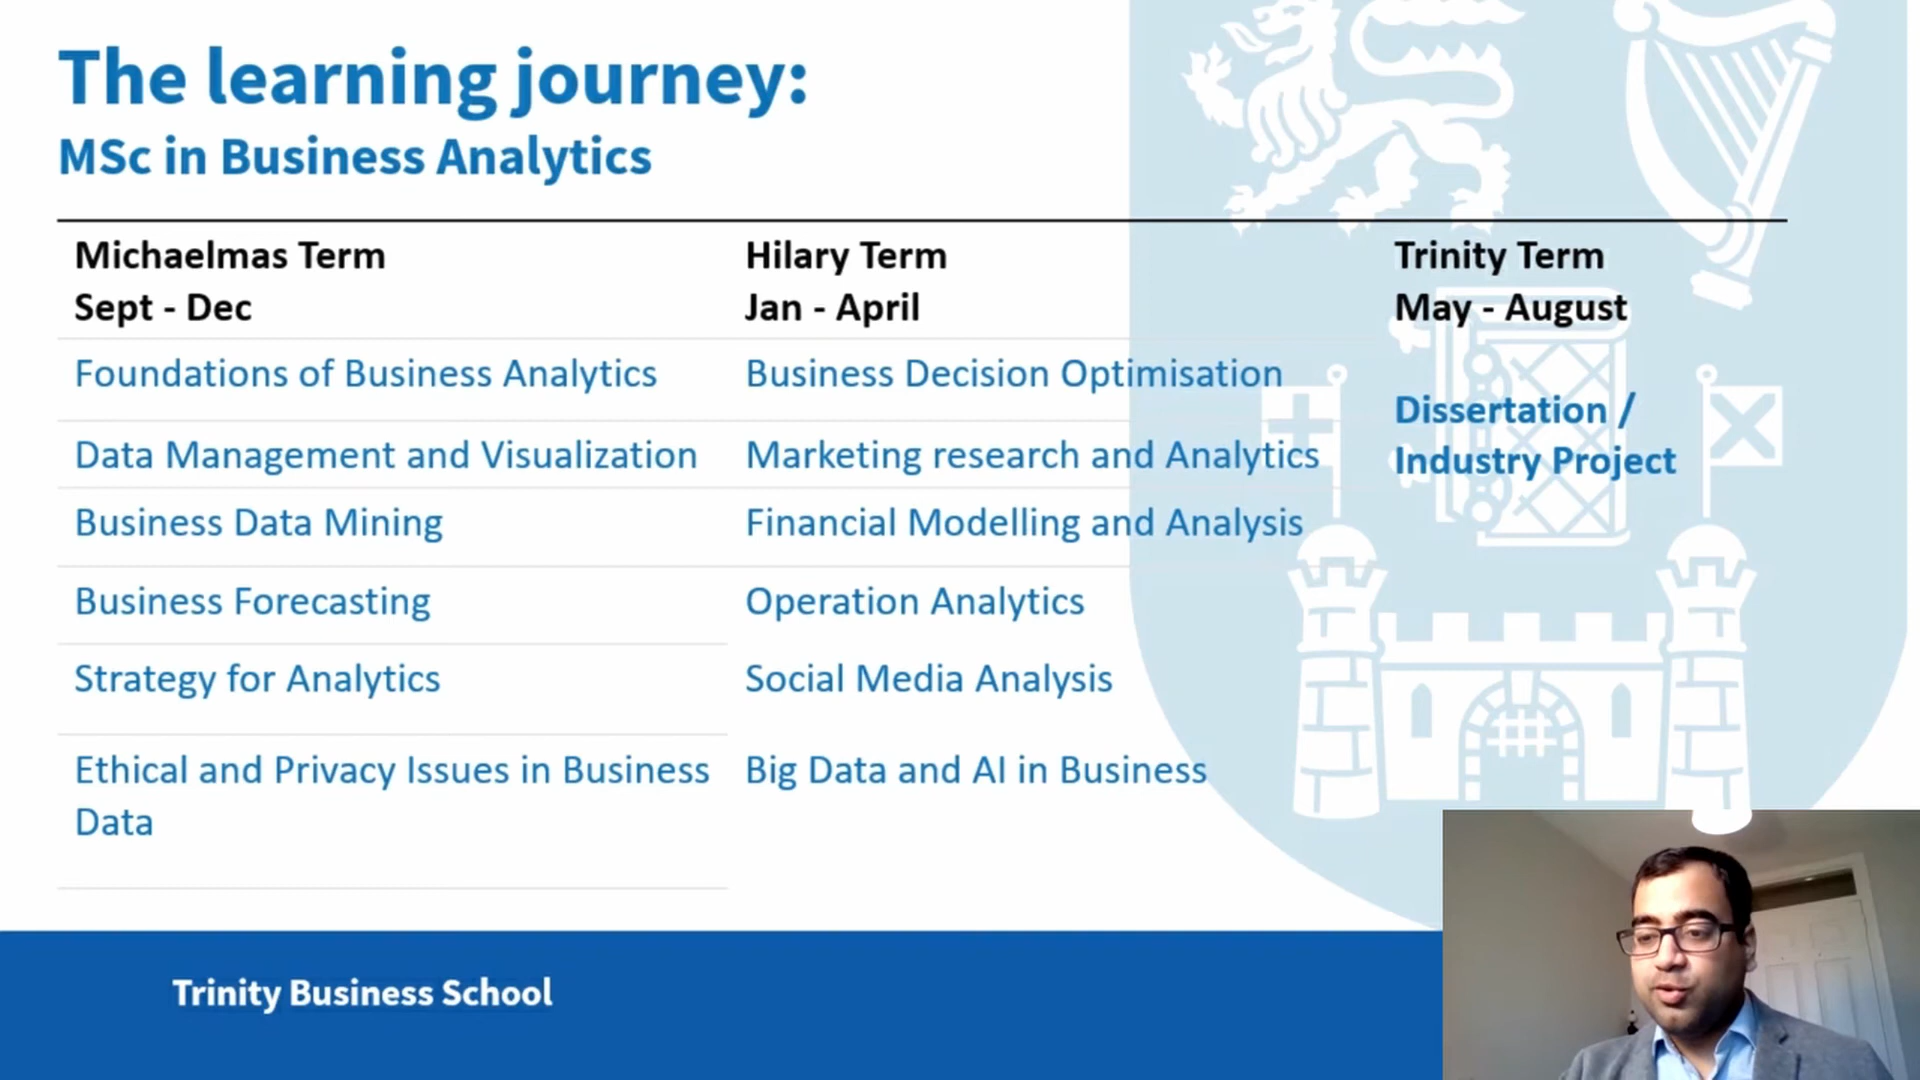 The learning journey:
MSc in Business Analytics
Michaelmas Term
Sept - Dec
Hilary Term
Jan - April
Trinity Term
May - August
Foundations of Business Analytics
Business Decision Optimisation
Dissertation /
Industry Project
Data Management and Visualization
Marketing research and Analytics
Business Data Mining
Financial Modelling and Analysis
Business Forecasting
Operation Analytics
Strategy for Analytics
Social Media Analysis
Ethical and Privacy Issues in Business
Data
Big Data and AI in Business
Trinity Business School